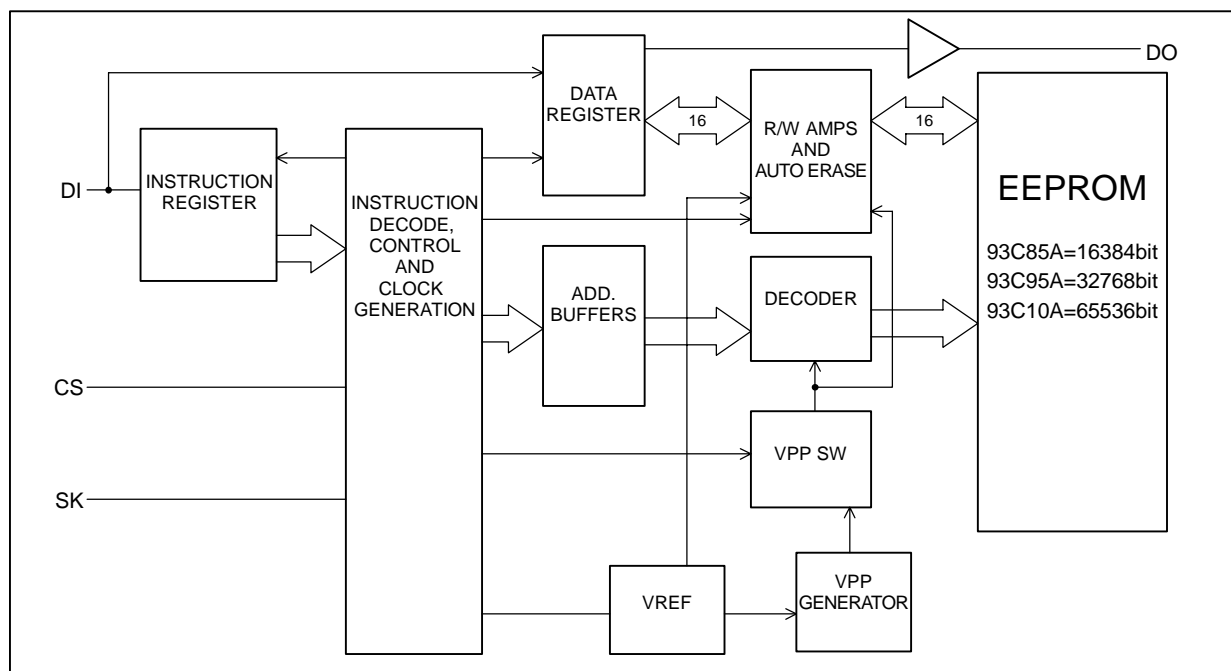 DO
DATA
REGISTER
16
R/W AMPS
AND
AUTO ERASE
16
EEPROM
93C85A=16384bit
93C95A=32768bit
93C10A=65536bit
DI
INSTRUCTION
REGISTER
INSTRUCTION
DECODE,
CONTROL
AND
CLOCK
GENERATION
ADD.
BUFFERS
DECODER
CS
VPP SW
SK
VREF
VPP
GENERATOR